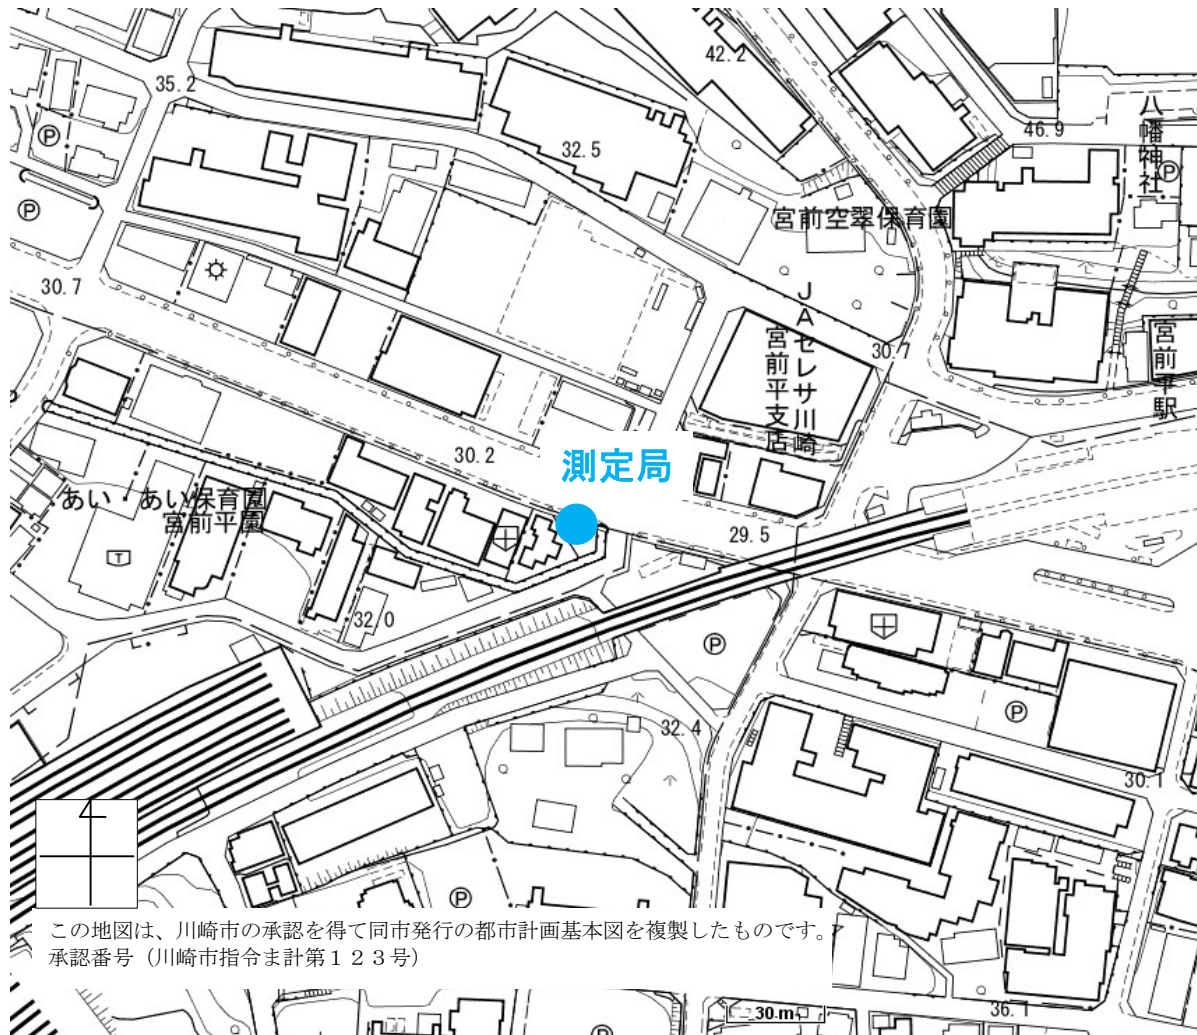 42.2
35.2
46.9
八幡神社
Ⓟ
32.5
Ⓟ
Ⓟ
宮前空翠保育園
30.7
JAセレサ川崎
宮前平支店
30.7
宮前平駅
30.2
測定局
あい
あい保育園
宮前平園
29.5
T
32.0
Ⓟ
32.4
Ⓟ
30.1
Ⓟ
この地図は、川崎市の承認を得て同市発行の都市計画基本図を複製したものです。
承認番号（川崎市指令ま計第１２３号）
30 m
36.1